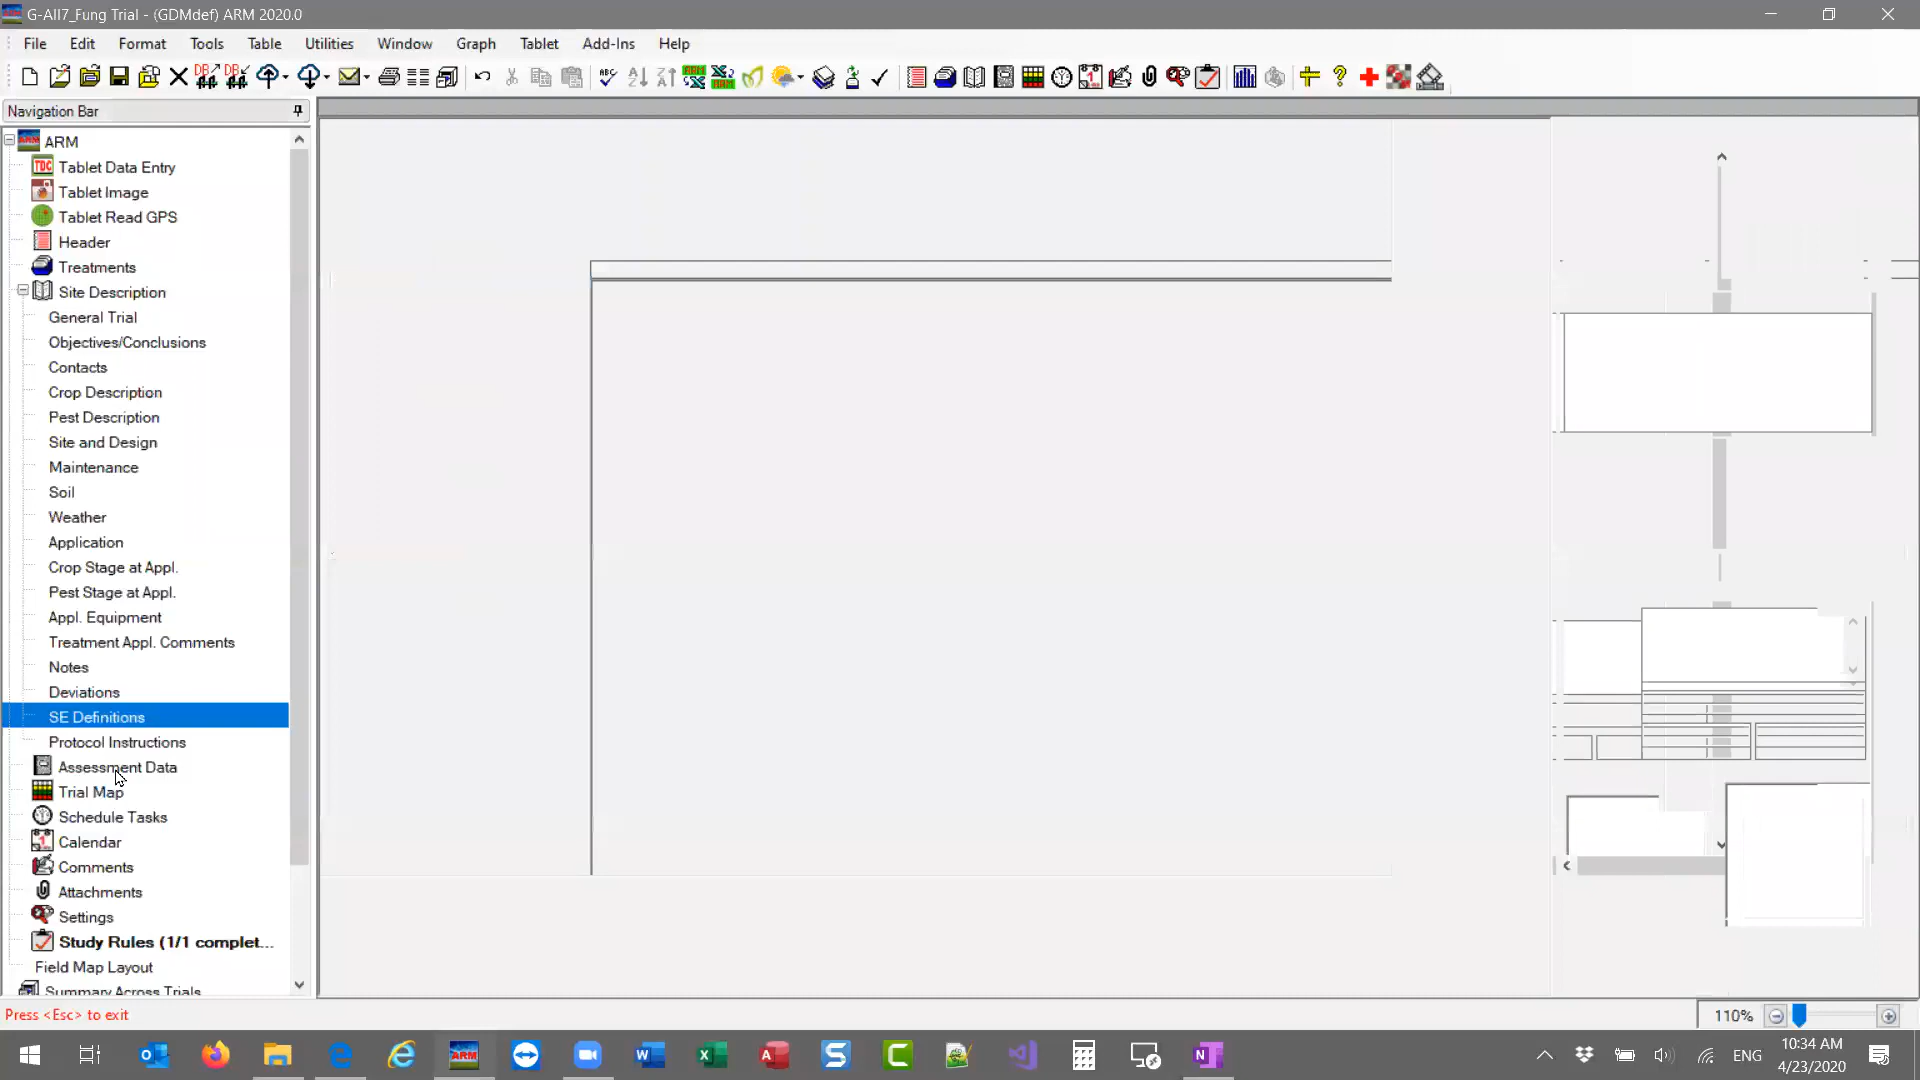 G-All7_Fung Trial - (GDMdef) ARM 2020.0
File Edit Format Tools Table Utilities Window Graph Tablet Add-Ins Help
Navigation Bar
ARM
Tablet Data Entry
Tablet Image
Tablet Read GPS
Header
Treatments
Site Description
General Trial
Objectives/Conclusions
Contacts
Crop Description
Pest Description
Site and Design
Maintenance
Soil
Weather
Application
Crop Stage at Appl.
Pest Stage at Appl.
Appl. Equipment
Treatment Appl. Comments
Notes
Deviations
SE Definitions
Protocol Instructions
Assessment Data
Trial Map
Schedule Tasks
Calendar
Comments
Attachments
Settings
Study Rules (1/1 complet...
Field Map Layout
Summary Across Trials
Press <Esc> to exit
110%
ENG
10:34 AM
4/23/2020